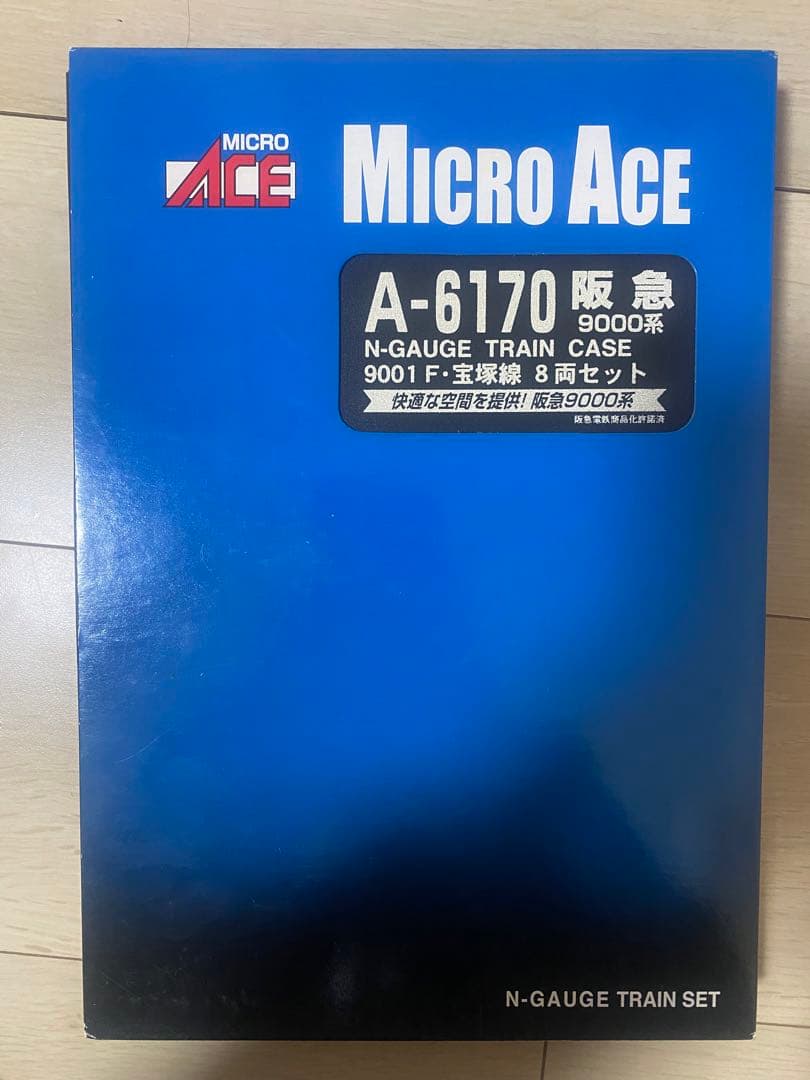 MICRO
ACE
MICRO ACE
A-6170 阪急
9000系
N-GAUGE TRAIN CASE
9001F・宝塚線 8両セット
快適な空間を提供!阪急9000系
阪急電鉄商品化許諾済
N-GAUGE TRAIN SET